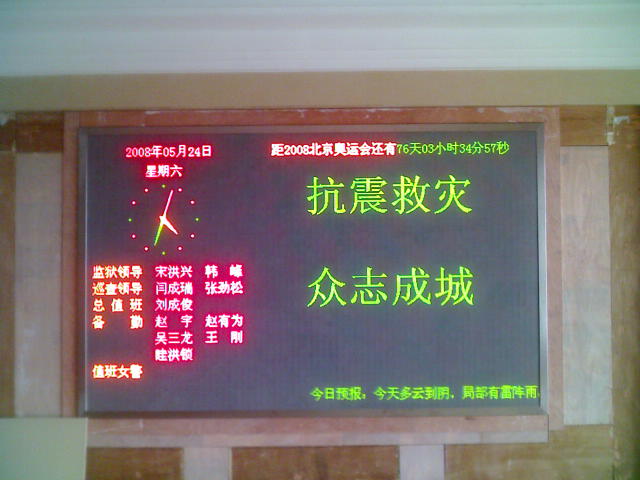 2008年05月24日
星期六
距2008北京奥运会还有76天03小时34分57秒
抗震救灾
众志成城
监狱领导 宋洪兴 韩峰
巡查领导 闫成瑞 张劲松
总值班 刘成俊
备勤 赵宇 赵有为
吴三龙 王刚
眭洪锁
值班女警
今日预报：今天多云到阴，局部有雷阵雨